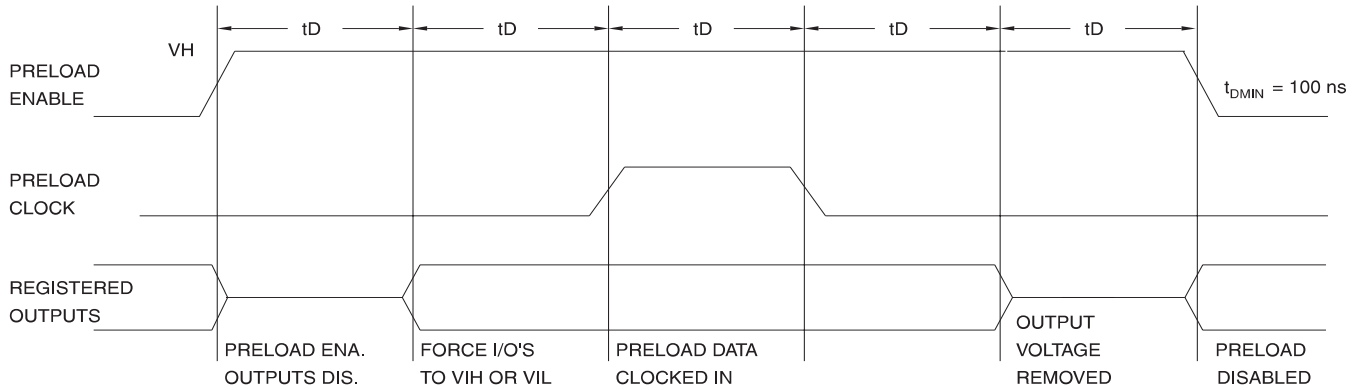 tD tD tD tD tD
VH
PRELOAD
ENABLE
t_DMIN = 100 ns
PRELOAD
CLOCK
REGISTERED
OUTPUTS
PRELOAD ENA.
OUTPUTS DIS.
FORCE I/O'S
TO VIH OR VIL
PRELOAD DATA
CLOCKED IN
OUTPUT
VOLTAGE
REMOVED
PRELOAD
DISABLED